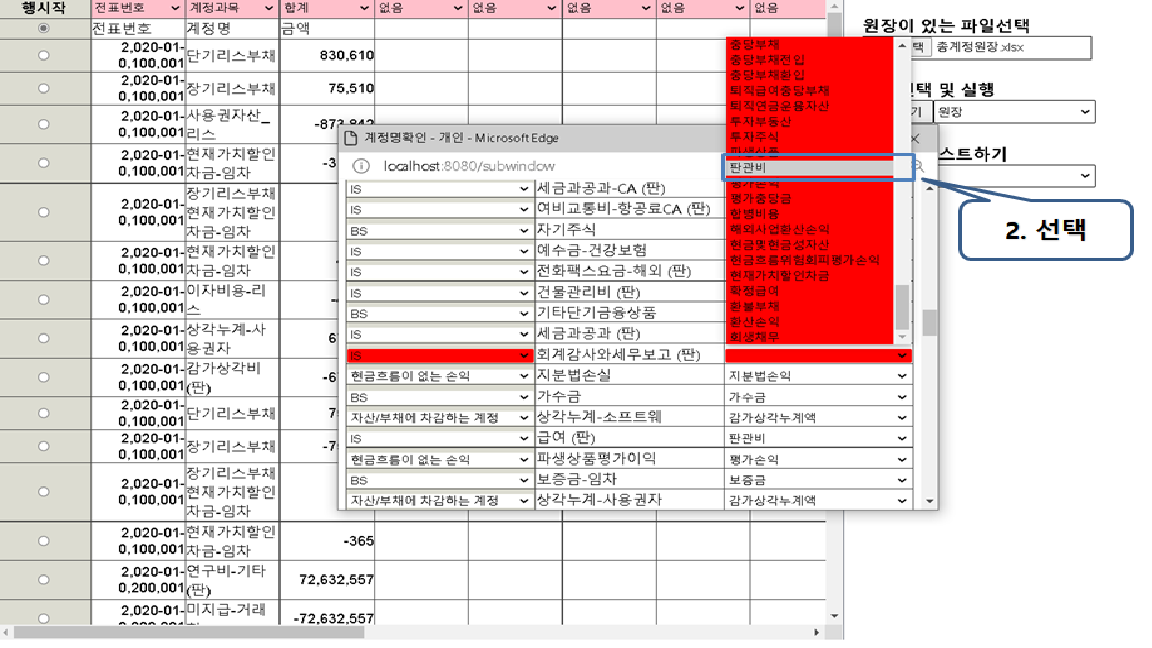 행시작 전표번호 계정과목 합계 없음 없음 없음 없음 없음
전표번호 계정명 금액
2,020-01-0,100,001 단기리스부채 830,610
2,020-01-0,100,001 장기리스부채 75,510
2,020-01-0,100,001 사용권자산_리스 -873,842
2,020-01-0,100,001 현재가치할인차금-임차 -3
2,020-01-0,100,001 장기리스부채현재가치할인차금-임차
2,020-01-0,100,001 현재가치할인차금-임차
2,020-01-0,100,001 이자비용-리스
2,020-01-0,100,001 상각누계-사용권자 6
2,020-01-0,100,001 감가상각비(판) -6
2,020-01-0,100,001 단기리스부채
2,020-01-0,100,001 장기리스부채
2,020-01-0,100,001 장기리스부채현재가치할인차금-임차
2,020-01-0,100,001 현재가치할인차금-임차 -365
2,020-01-0,200,001 연구비-기타(판) 72,632,557
2,020-01- 미지급-거래 -72,632,557
원장이 있는 파일선택
택 총계정원장.xlsx
택 및 실행
기 원장
스트하기
계정명확인 - 개인 - Microsoft Edge
localhost:8080/subwindow
IS 세금과공과-CA (판)
IS 여비교통비-항공료CA (판)
BS 자기주식
IS 예수금-건강보험
IS 전화팩스요금-해외 (판)
IS 건물관리비 (판)
BS 기타단기금융상품
IS 세금과공과 (판)
IS 회계감사와세무보고 (판)
현금흐름이 없는 손익 지분법손실 지분법손익
BS 가수금 가수금
자산/부채에 차감하는 계정 상각누계-소프트웨 감가상각누계액
IS 급여 (판) 판관비
현금흐름이 없는 손익 파생상품평가이익 평가손익
BS 보증금-임차 보증금
자산/부채에 차감하는 계정 상각누계-사용권자 감가상각누계액
충당부채
충당부채전입
충당부채환입
퇴직급여충당부채
퇴직연금운용자산
투자부동산
투자주식
파생상품
판관비
평가손익
평가충당금
합병비용
해외사업환산손익
현금및현금성자산
현금흐름위험회피평가손익
현재가치할인차금
확정급여
환불부채
환산손익
회생채무
2. 선택